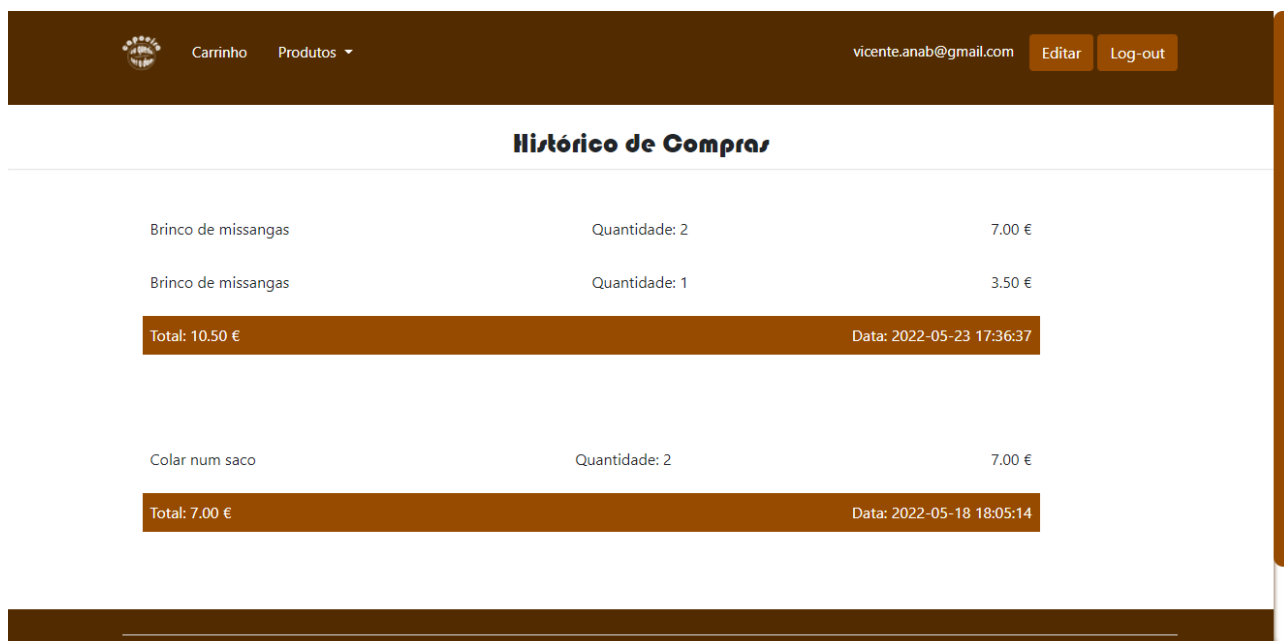 Carrinho Produtos vicente.anab@gmail.com Editar Log-out
Histórico de Compras
Brinco de missangas Quantidade: 2 7.00 €
Brinco de missangas Quantidade: 1 3.50 €
Total: 10.50 € Data: 2022-05-23 17:36:37
Colar num saco Quantidade: 2 7.00 €
Total: 7.00 € Data: 2022-05-18 18:05:14